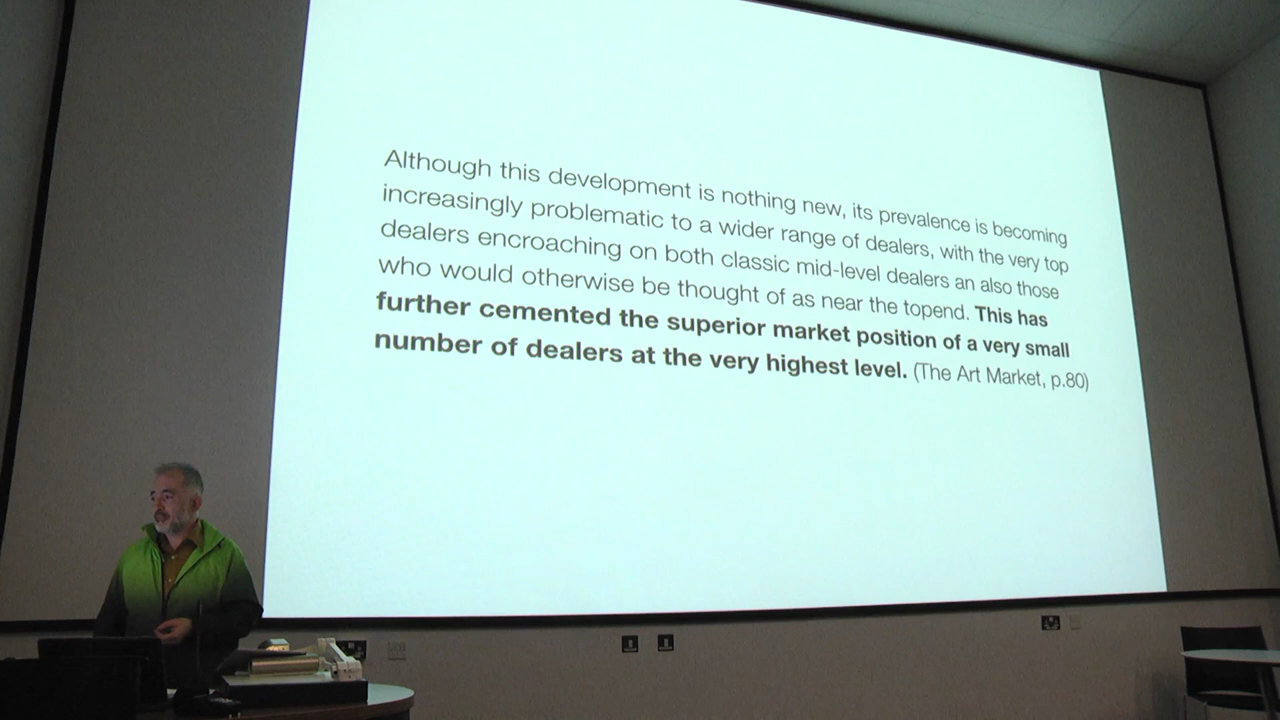 Although this development is nothing new, its prevalence is becoming
increasingly problematic to a wider range of dealers, with the very top
dealers encroaching on both classic mid-level dealers an also those
who would otherwise be thought of as near the topend. This has
further cemented the superior market position of a very small
number of dealers at the very highest level. (The Art Market, p.80)